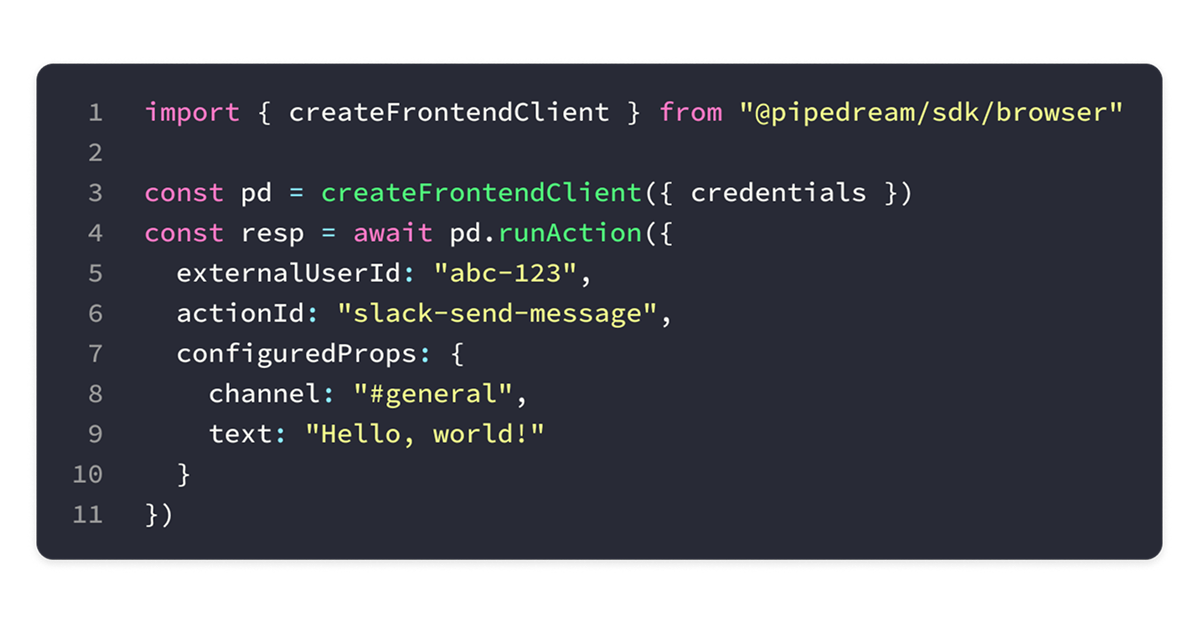 1 import { createFrontendClient } from "@pipedream/sdk/browser"
2
3 const pd = createFrontendClient({ credentials })
4 const resp = await pd.runAction({
5   externalUserId: "abc-123",
6   actionId: "slack-send-message",
7   configuredProps: {
8     channel: "#general",
9     text: "Hello, world!"
10   }
11 })